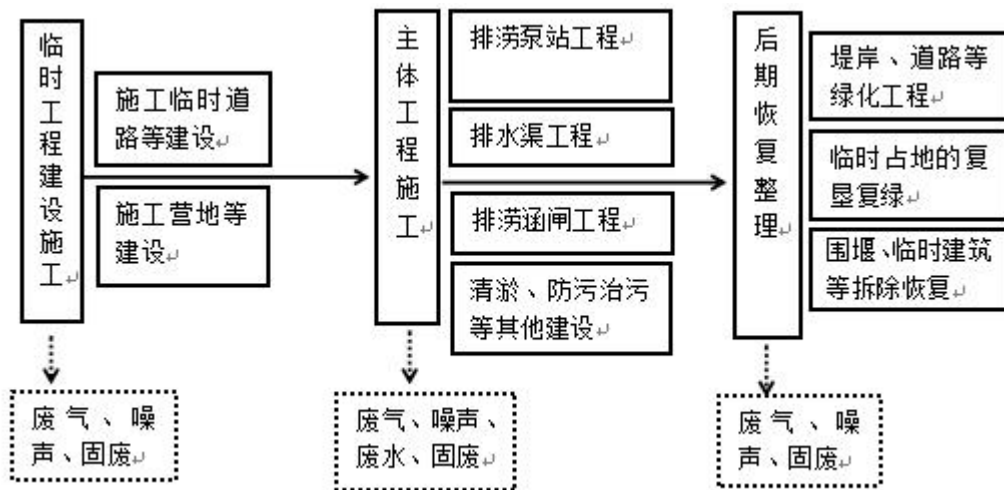 临时工程建设施工
施工临时道
路等建设
施工营地等
建设
废气、噪
声、固废
主体工程施工
排涝泵站工程
排水渠工程
排涝涵闸工程
清淤、防污治污
等其他建设
废气、噪声、
废水、固废
后期恢复整理
堤岸、道路等
绿化工程
临时占地的复
垦复绿
围堰、临时建筑
等拆除恢复
废气、噪
声、固废